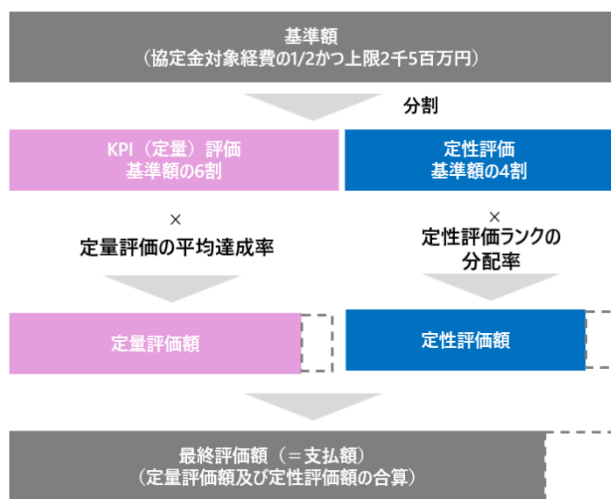 基準額
（協定金対象経費の1/2かつ上限2千5百万円）
分割
KPI（定量）評価
基準額の6割
定性評価
基準額の4割
×
定量評価の平均達成率
×
定性評価ランクの
分配率
定量評価額
定性評価額
最終評価額（＝支払額）
（定量評価額及び定性評価額の合算）